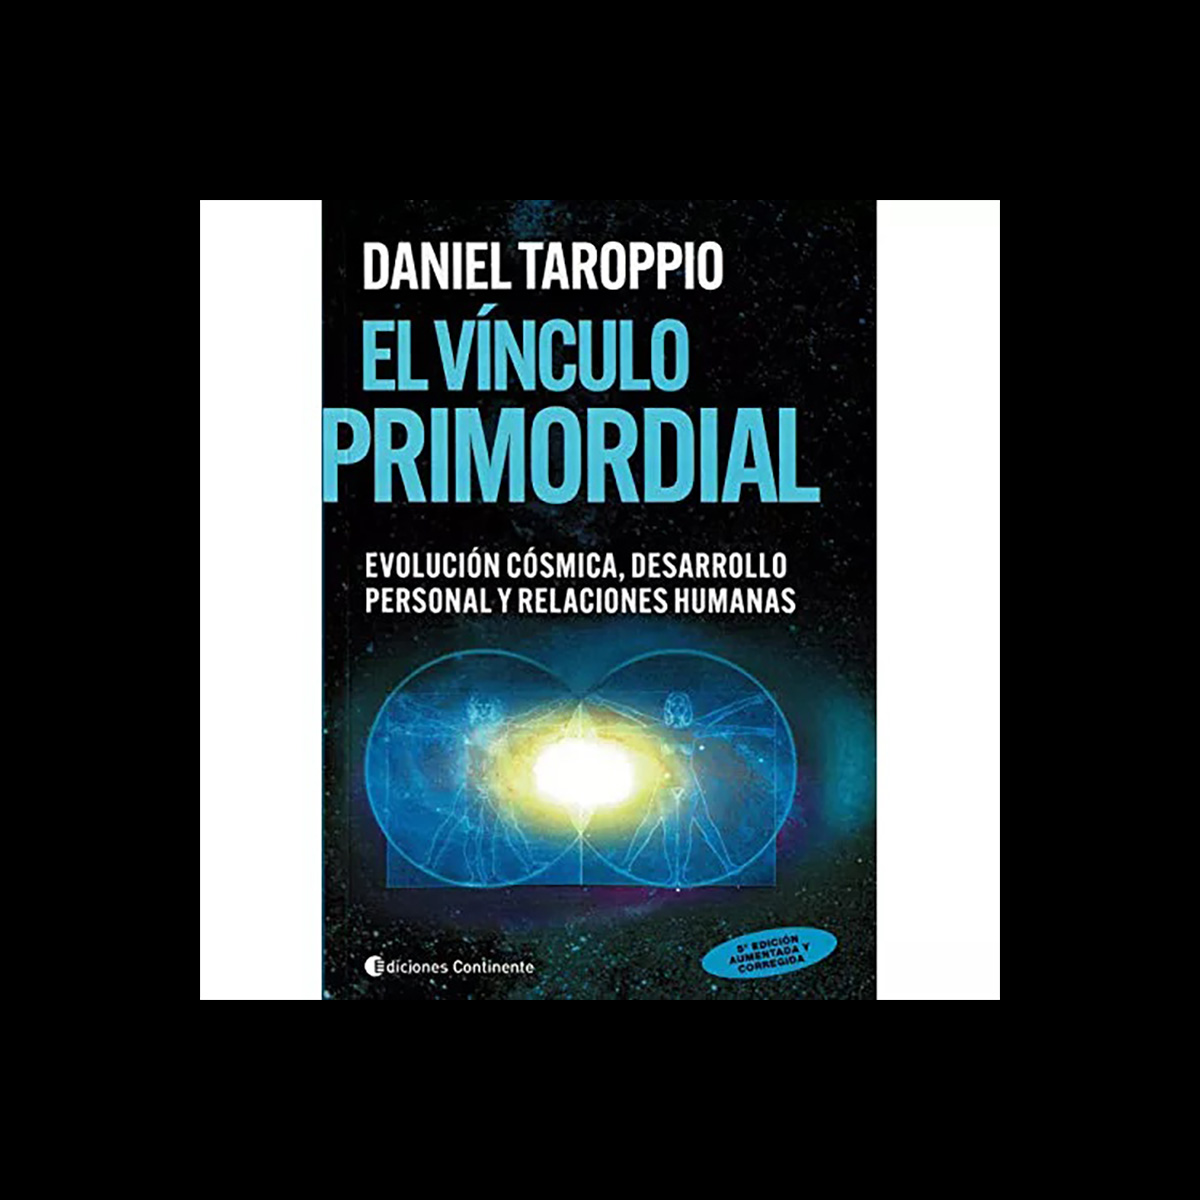 DANIEL TAROPPIO
EL VÍNCULO
PRIMORDIAL
EVOLUCIÓN CÓSMICA, DESARROLLO
PERSONAL Y RELACIONES HUMANAS
Ediciones Continente
5ª EDICIÓN
AUMENTADA Y
CORREGIDA